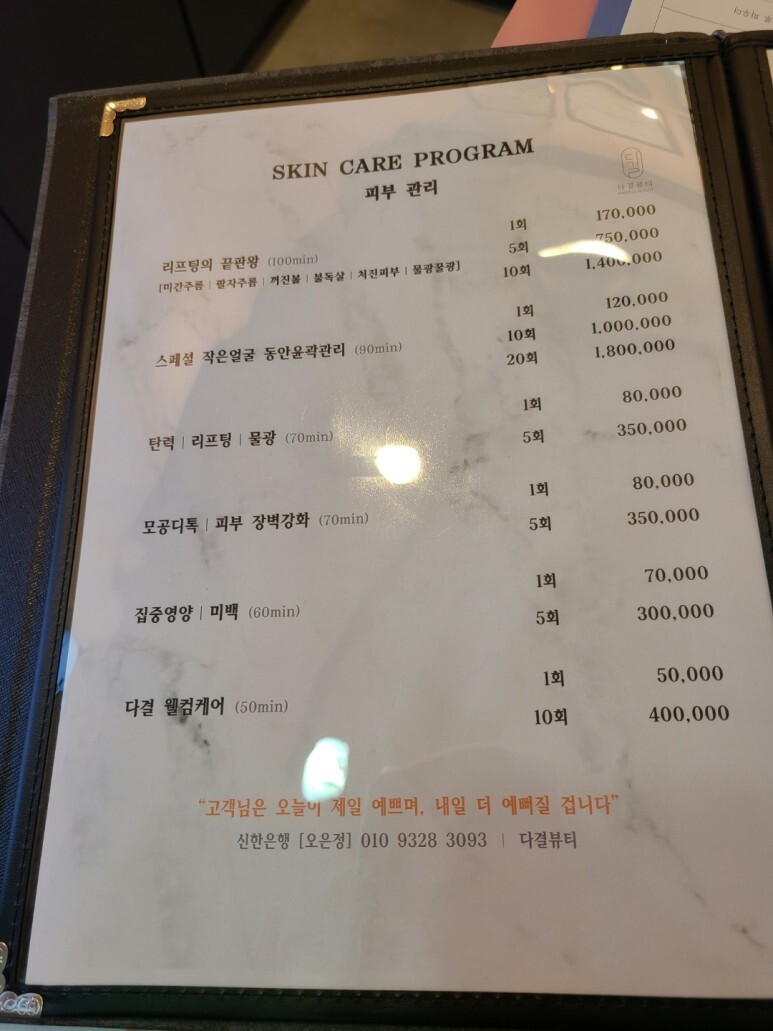 SKIN CARE PROGRAM
피부 관리
다결뷰티
리프팅의 끝판왕 (100min)
[미간주름 | 팔자주름 | 꺼진볼 | 불독살 | 처진피부 | 물광꿀광]
1회 170,000
5회 750,000
10회 1,400,000
스페셜 작은얼굴 동안윤곽관리 (90min)
1회 120,000
10회 1,000,000
20회 1,800,000
탄력 | 리프팅 | 물광 (70min)
1회 80,000
5회 350,000
모공디톡 | 피부 장벽강화 (70min)
1회 80,000
5회 350,000
집중영양 | 미백 (60min)
1회 70,000
5회 300,000
다결 웰컴케어 (50min)
1회 50,000
10회 400,000
“고객님은 오늘이 제일 예쁘며, 내일 더 예뻐질 겁니다”
신한은행 [오은정] 010 9328 3093 | 다결뷰티